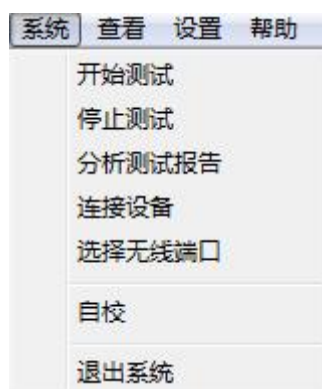 系统 查看 设置 帮助
开始测试
停止测试
分析测试报告
连接设备
选择无线端口
自校
退出系统